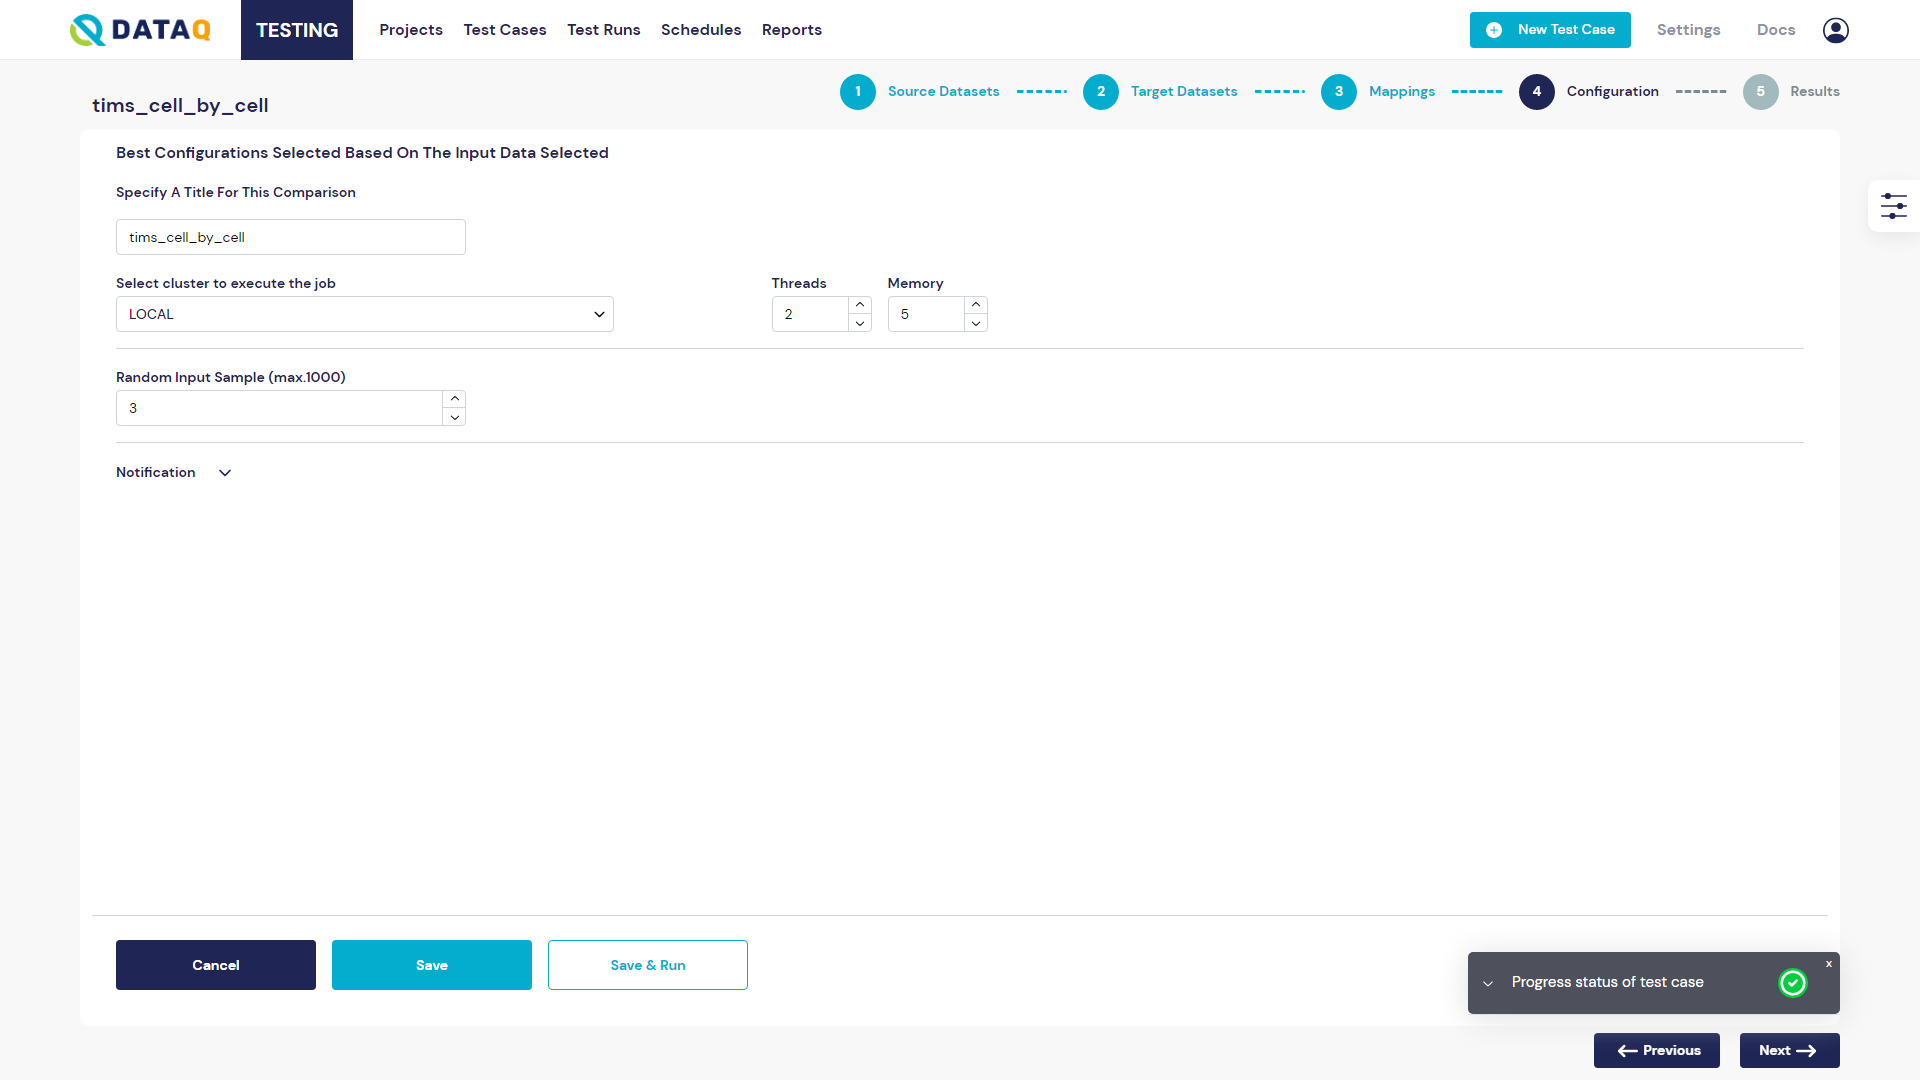 DATAQ
TESTING
Projects
Test Cases
Test Runs
Schedules
Reports
New Test Case
Settings
Docs
tims_cell_by_cell
1 Source Datasets
2 Target Datasets
3 Mappings
4 Configuration
5 Results
Best Configurations Selected Based On The Input Data Selected
Specify A Title For This Comparison
tims_cell_by_cell
Select cluster to execute the job
LOCAL
Threads
2
Memory
5
Random Input Sample (max.1000)
3
Notification
Cancel
Save
Save & Run
Progress status of test case
x
Previous
Next